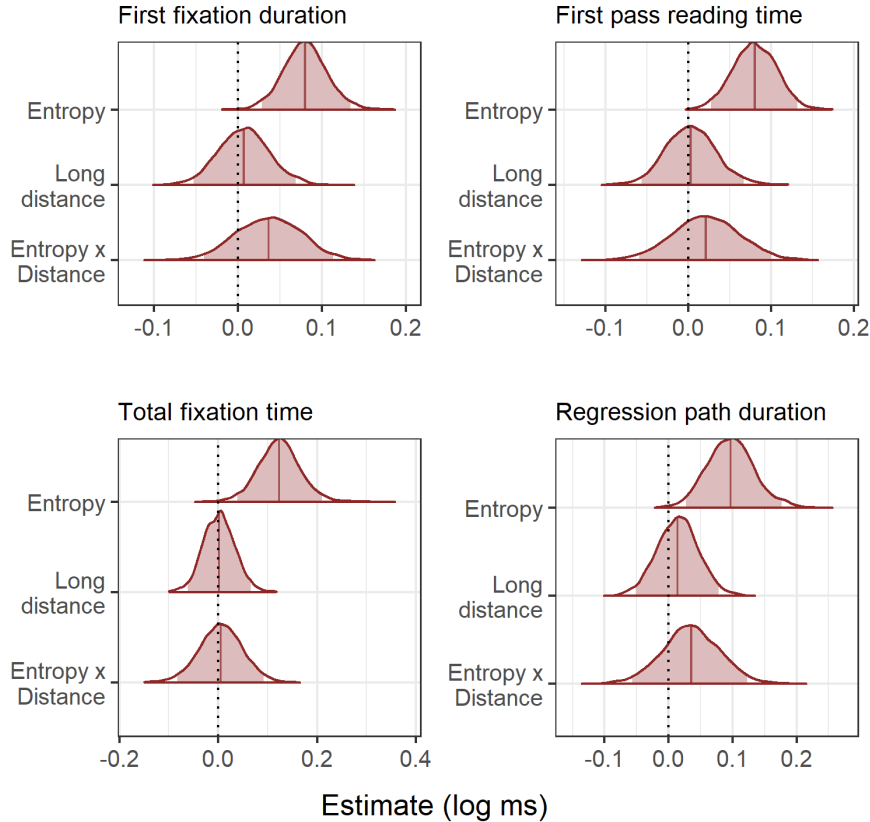 First fixation duration
First pass reading time
Entropy
Long
distance
Entropy x
Distance
-0.1
0.0
0.1
0.2
Entropy
Long
distance
Entropy x
Distance
-0.1
0.0
0.1
0.2
Total fixation time
Regression path duration
Entropy
Long
distance
Entropy x
Distance
-0.2
0.0
0.2
0.4
Entropy
Long
distance
Entropy x
Distance
-0.1
0.0
0.1
0.2
Estimate (log ms)